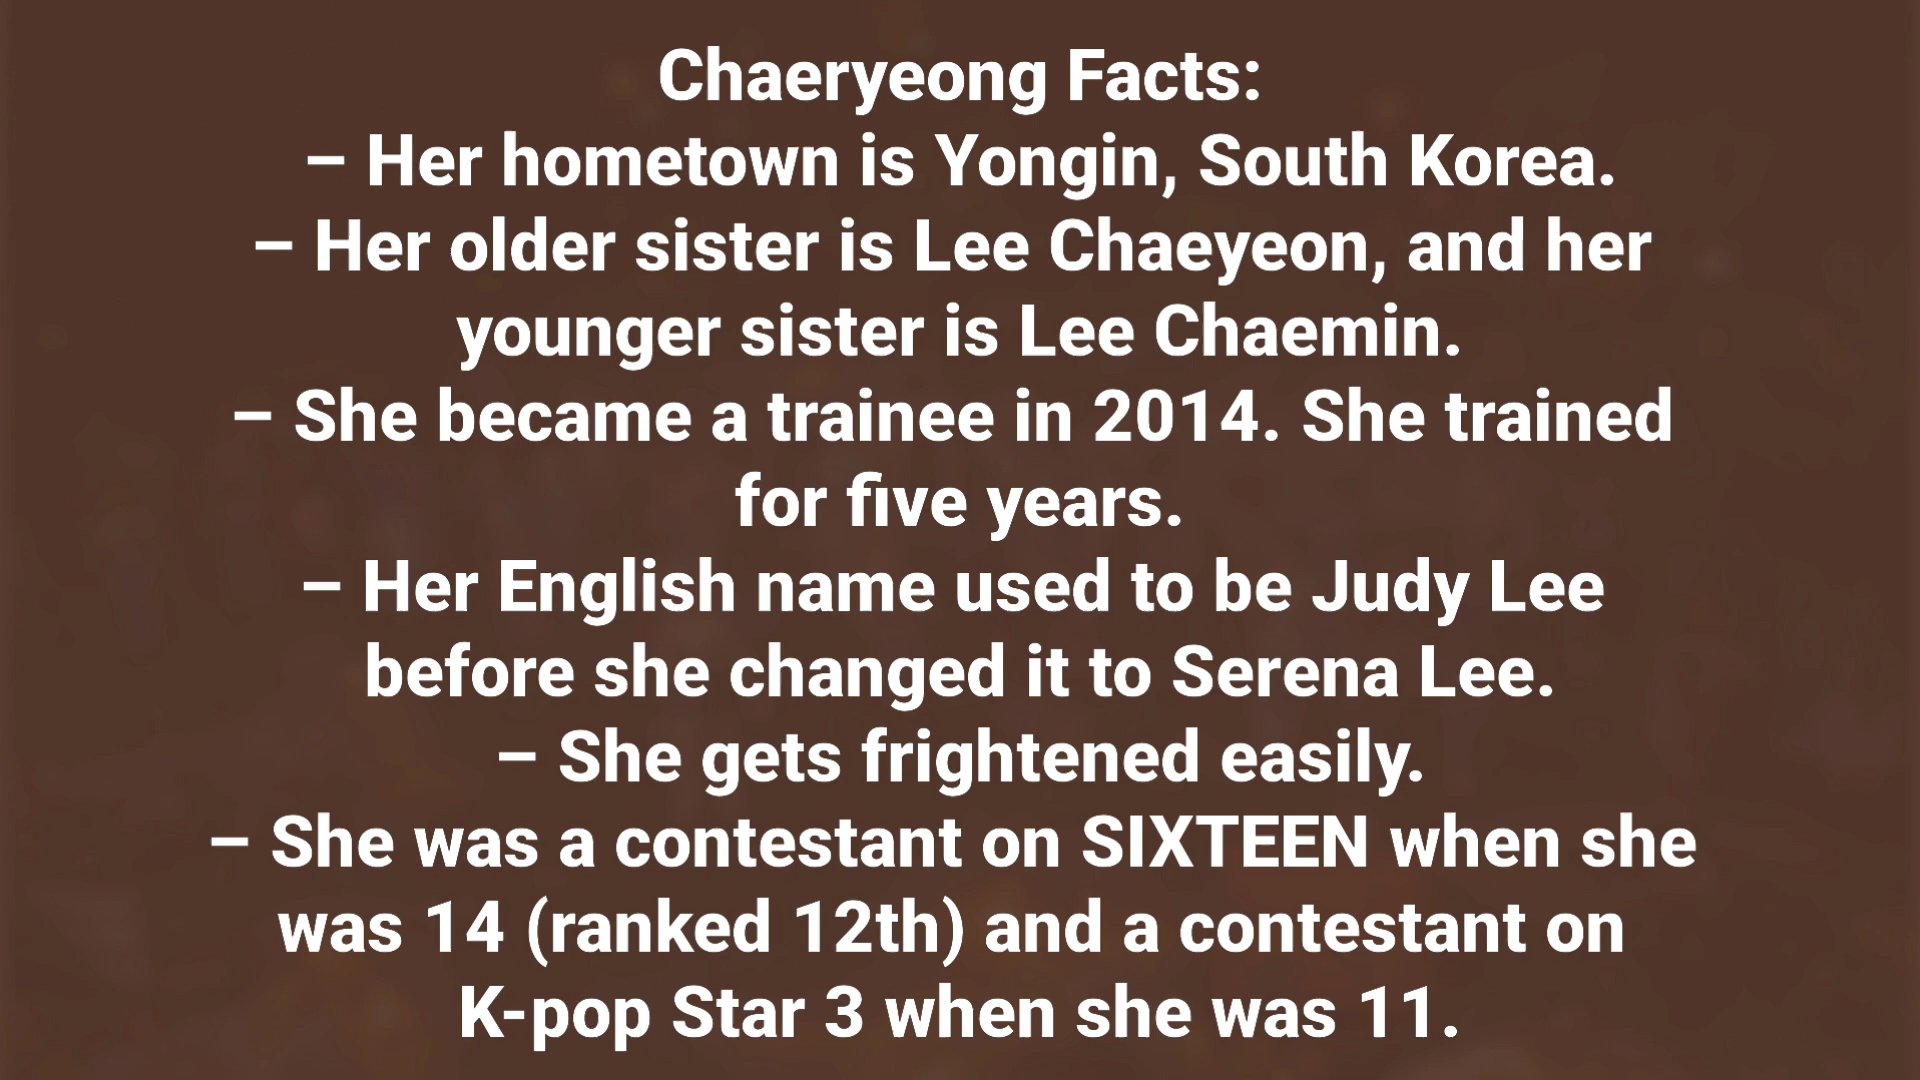 Chaeryeong Facts:
– Her hometown is Yongin, South Korea.
– Her older sister is Lee Chaeyeon, and her
younger sister is Lee Chaemin.
– She became a trainee in 2014. She trained
for five years.
– Her English name used to be Judy Lee
before she changed it to Serena Lee.
– She gets frightened easily.
– She was a contestant on SIXTEEN when she
was 14 (ranked 12th) and a contestant on
K-pop Star 3 when she was 11.